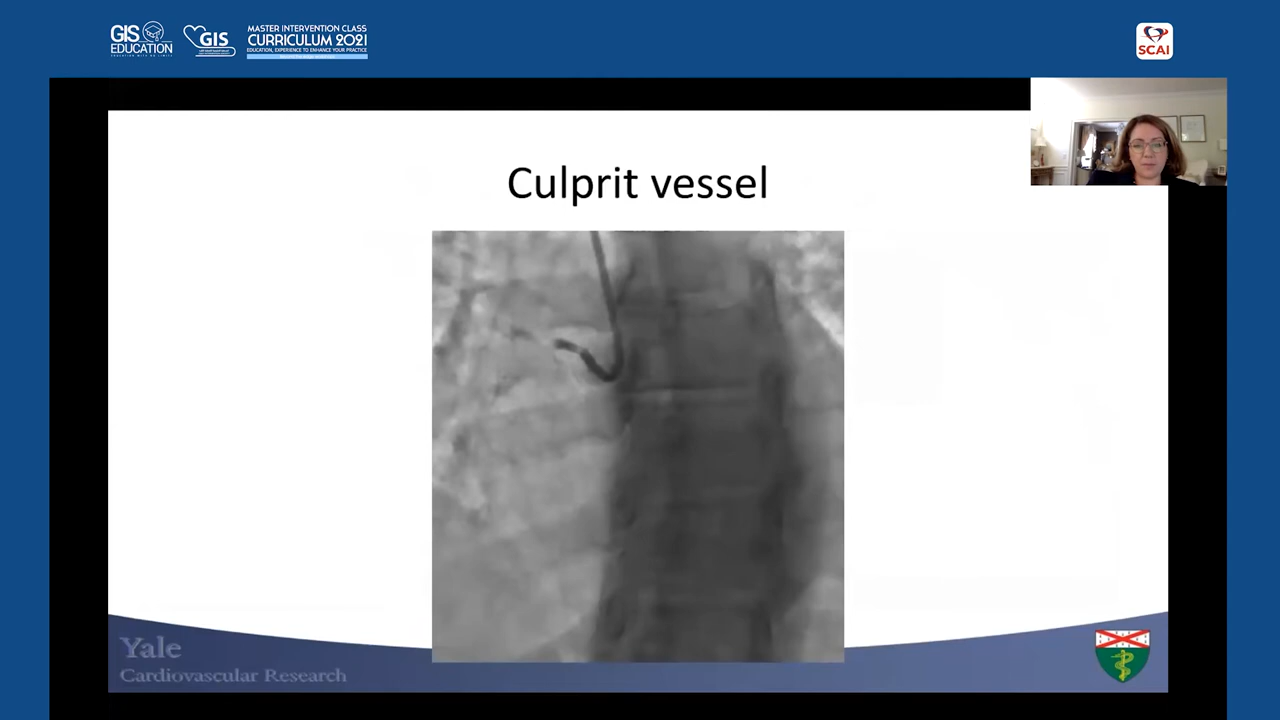 GIS
EDUCATION
GIS
MASTER INTERVENTION CLASS
CURRICULUM 2021
EDUCATION, EXPERIENCE TO ENHANCE YOUR PRACTICE
SCAI
Culprit vessel
Yale
Cardiovascular Research